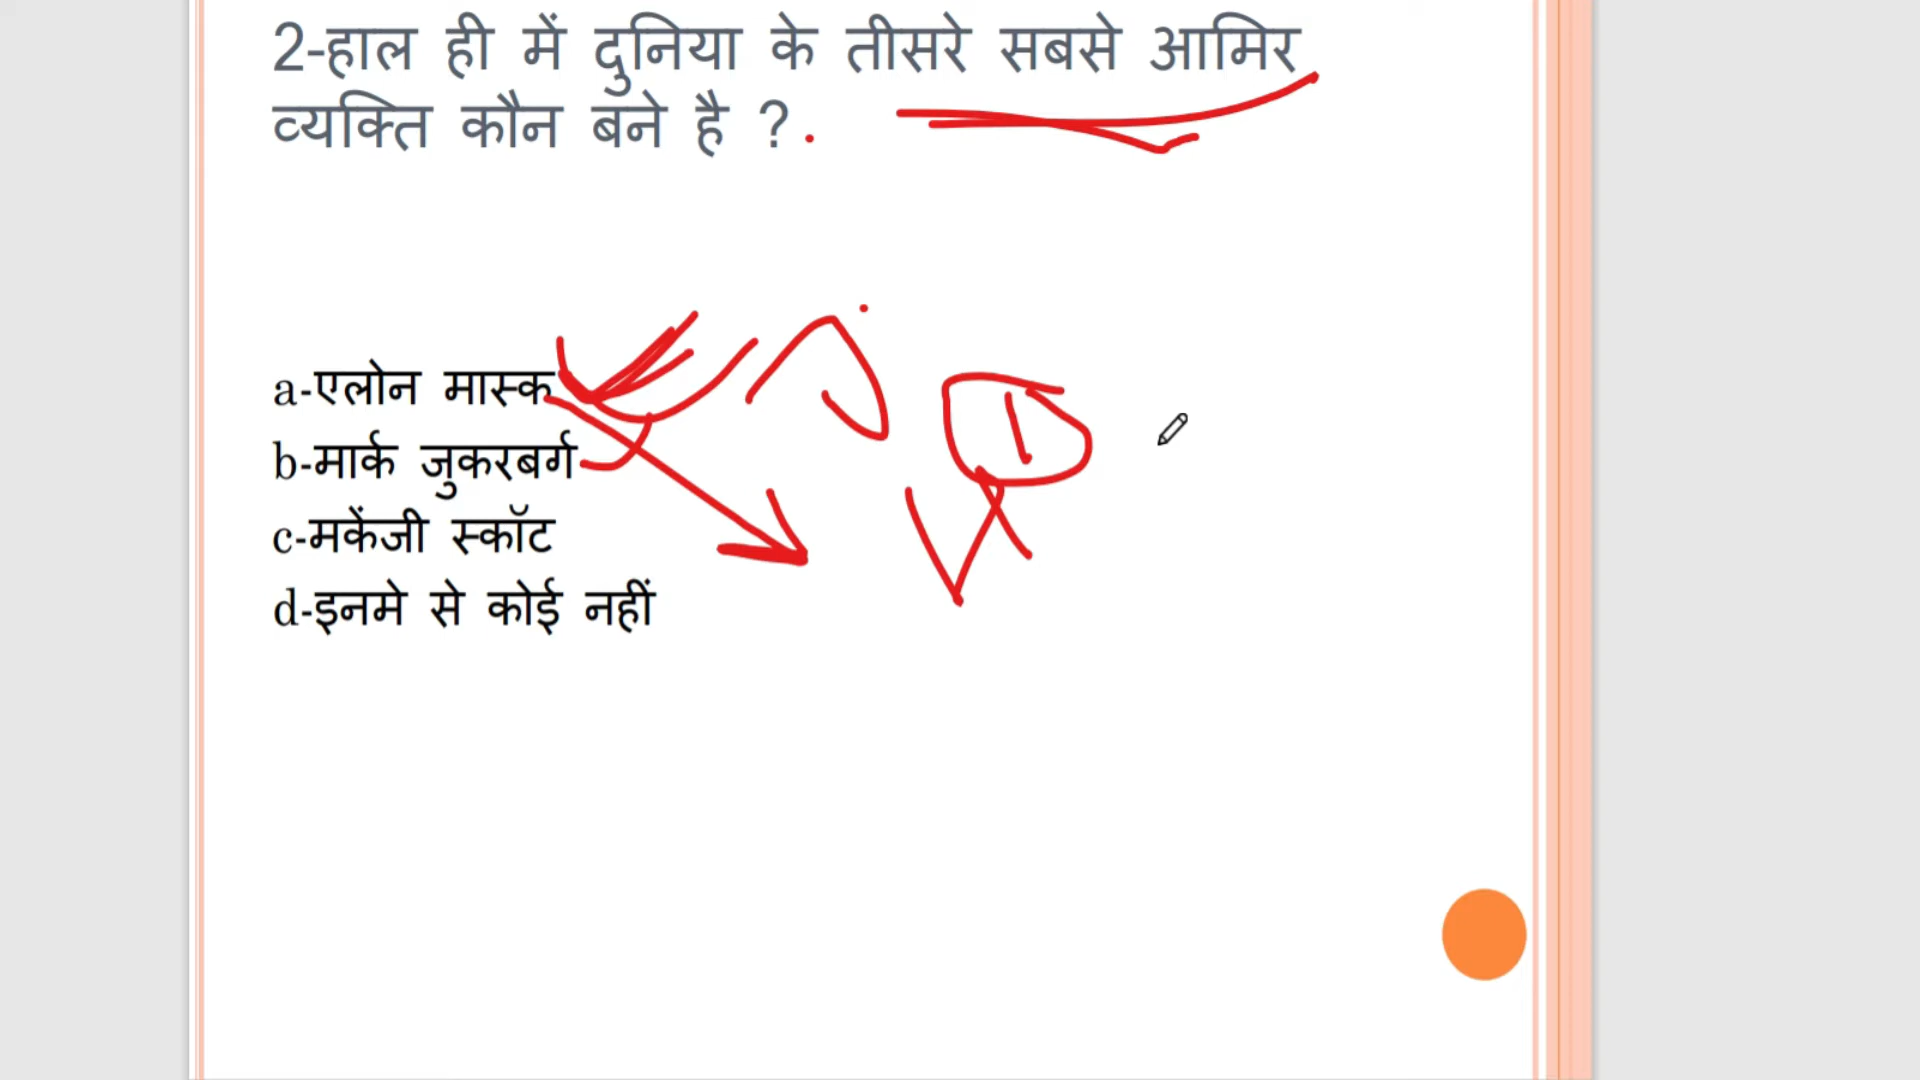 2-हाल ही में दुनिया के तीसरे सबसे आमिर
व्यक्ति कौन बने है ?
a-एलोन मास्क
b-मार्क जुकरबर्ग
c-मकेंजी स्कॉट
d-इनमे से कोई नहीं